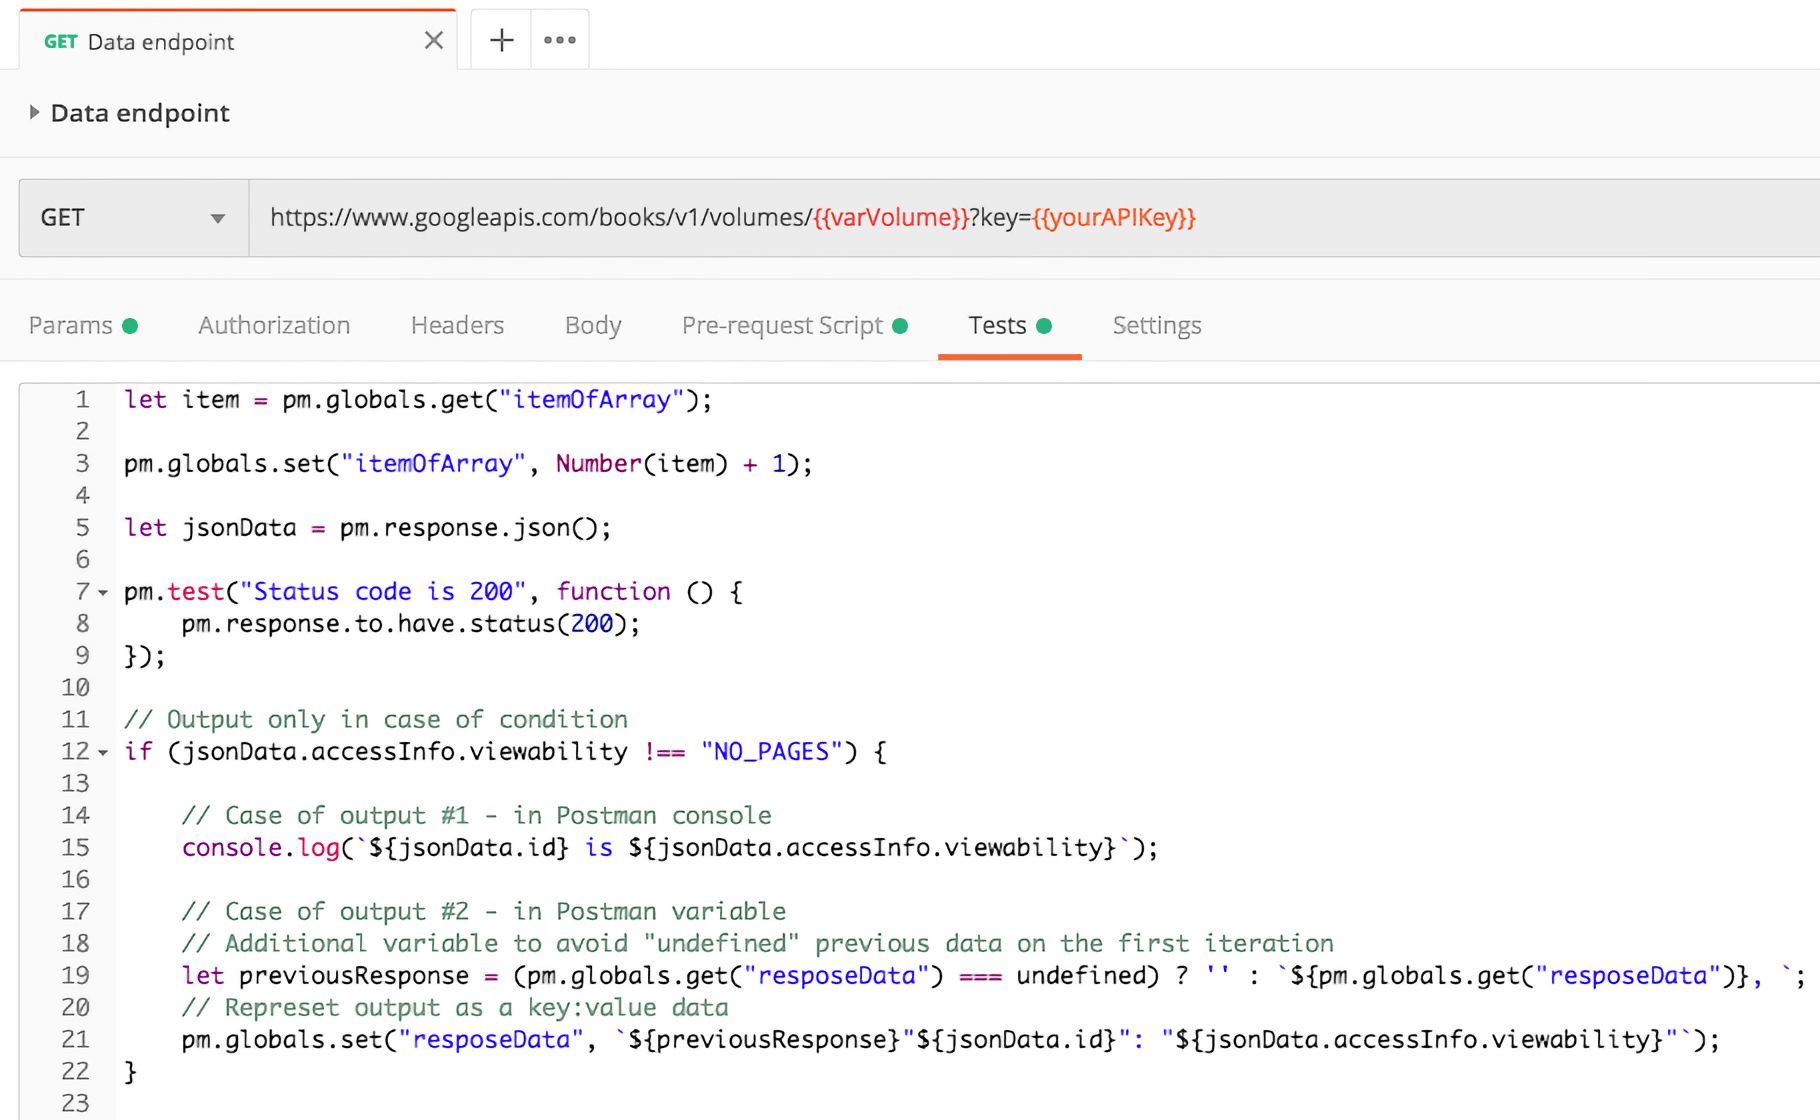 GET Data endpoint
Data endpoint
GET https://www.googleapis.com/books/v1/volumes/{{varVolume}}?key={{yourAPIKey}}
Params Authorization Headers Body Pre-request Script Tests Settings
1 let item = pm.globals.get("itemOfArray");
2
3 pm.globals.set("itemOfArray", Number(item) + 1);
4
5 let jsonData = pm.response.json();
6
7 pm.test("Status code is 200", function () {
8     pm.response.to.have.status(200);
9 });
10
11 // Output only in case of condition
12 if (jsonData.accessInfo.viewability !== "NO_PAGES") {
13
14     // Case of output #1 - in Postman console
15     console.log(`${jsonData.id} is ${jsonData.accessInfo.viewability}`);
16
17     // Case of output #2 - in Postman variable
18     // Additional variable to avoid "undefined" previous data on the first iteration
19     let previousResponse = (pm.globals.get("resposeData") === undefined) ? '' : `${pm.globals.get("resposeData")}, `;
20     // Represet output as a key:value data
21     pm.globals.set("resposeData", `${previousResponse}"${jsonData.id}": "${jsonData.accessInfo.viewability}"`);
22 }
23